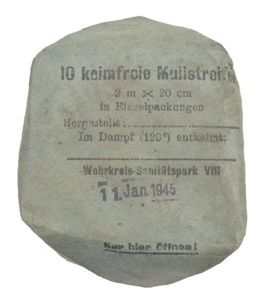 10 keimfreie Mullstreifen
2 m × 20 cm
in Einzelpackungen
Hergestellt:
Im Dampf (120°) entkeimt:
Wehrkreis-Sanitätspark VIII
11. Jan. 1945
Nur hier öffnen!